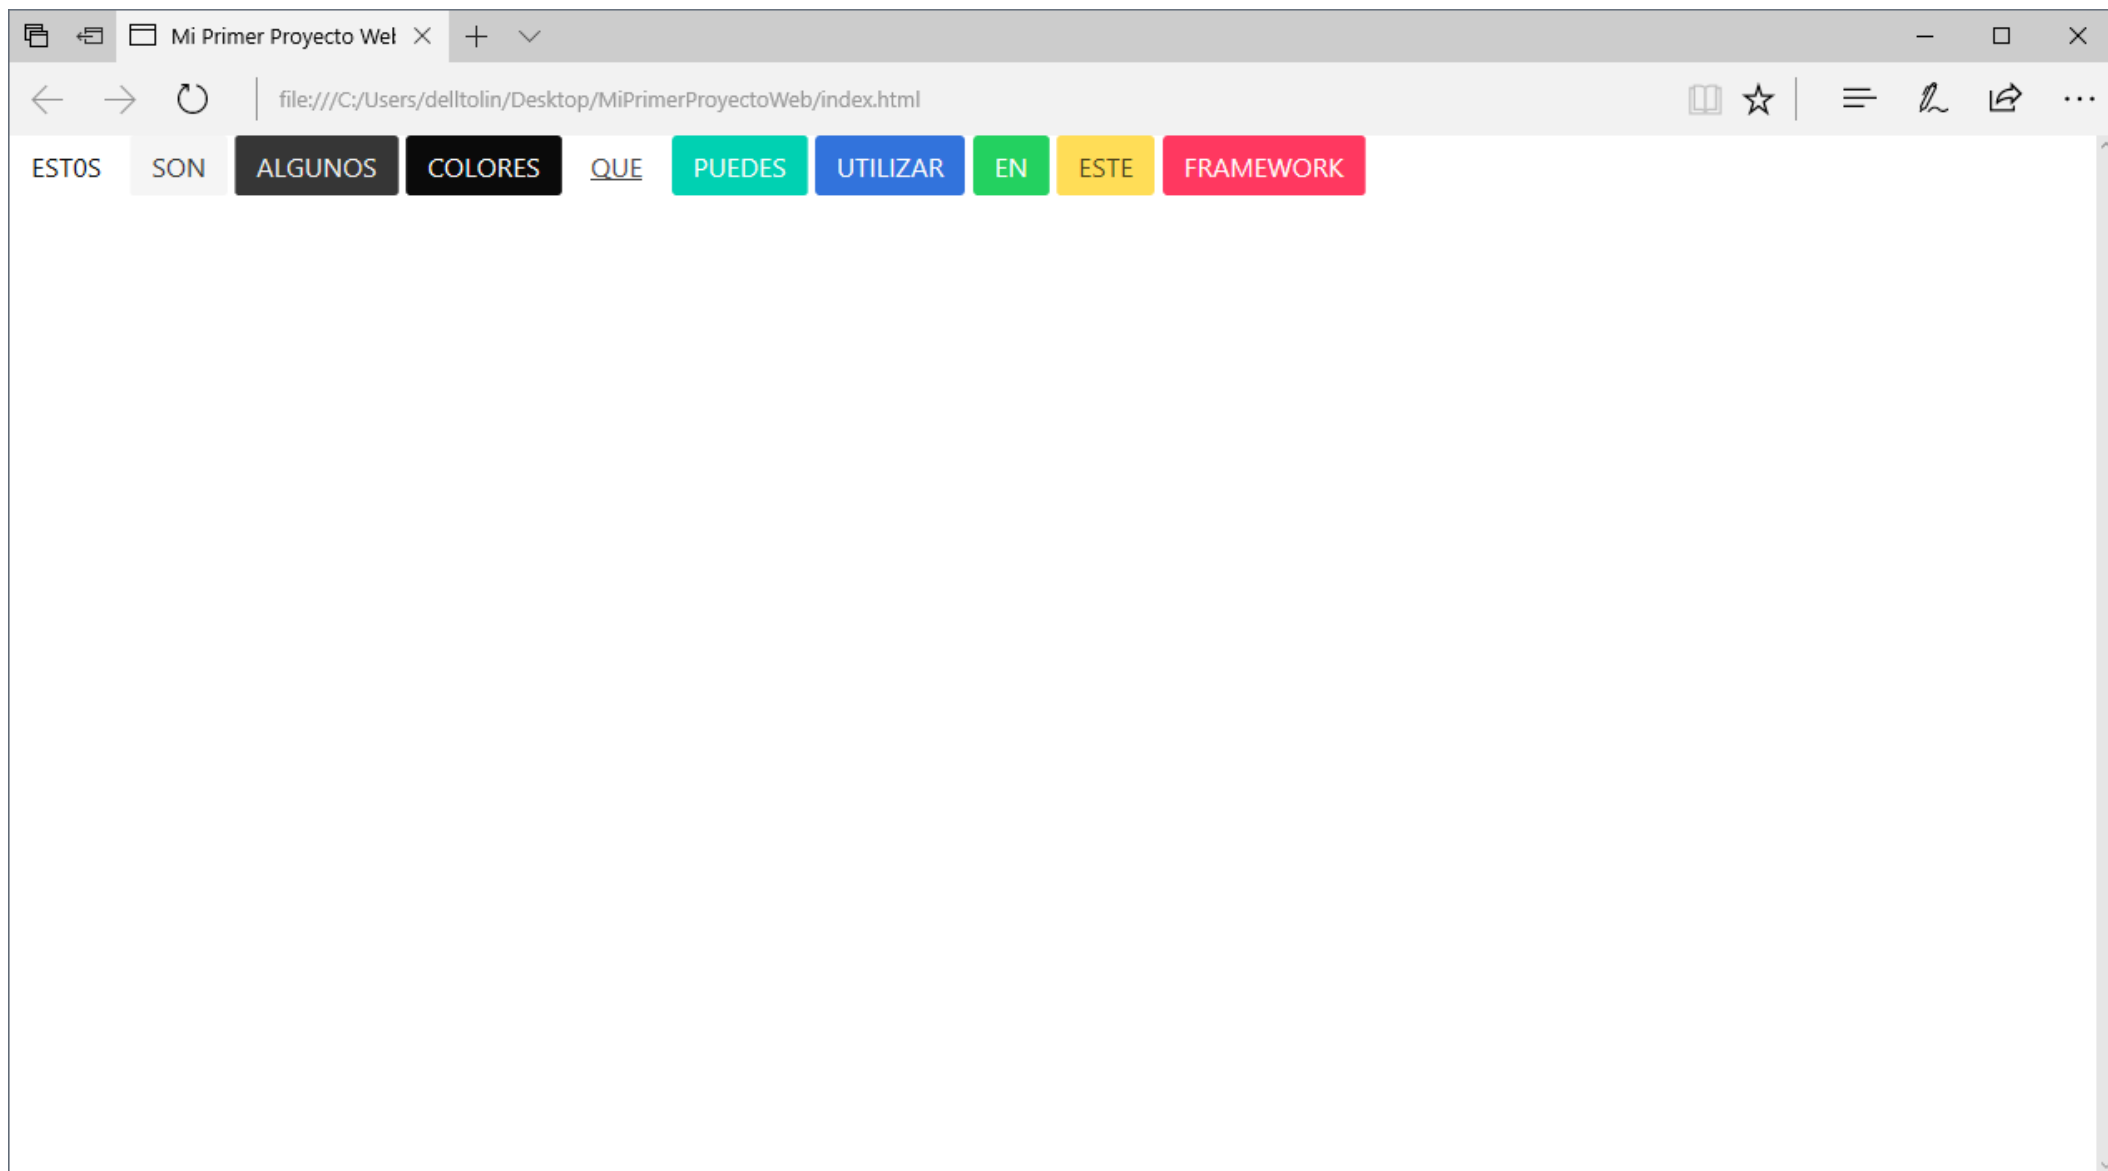 Mi Primer Proyecto Wel
file:///C:/Users/delltolin/Desktop/MiPrimerProyectoWeb/index.html
EST0S SON ALGUNOS COLORES QUE PUEDES UTILIZAR EN ESTE FRAMEWORK